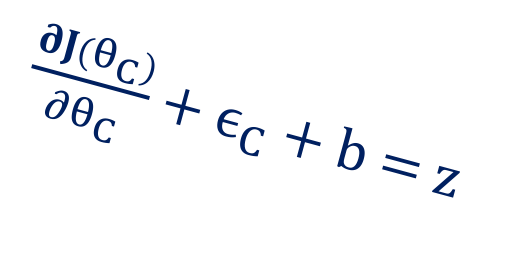 ∂J(θ_C)/∂θ_C + ϵ_C + b = z